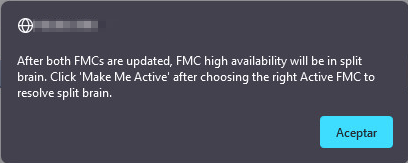 After both FMCs are updated, FMC high availability will be in split
brain. Click 'Make Me Active' after choosing the right Active FMC to
resolve split brain.
Aceptar